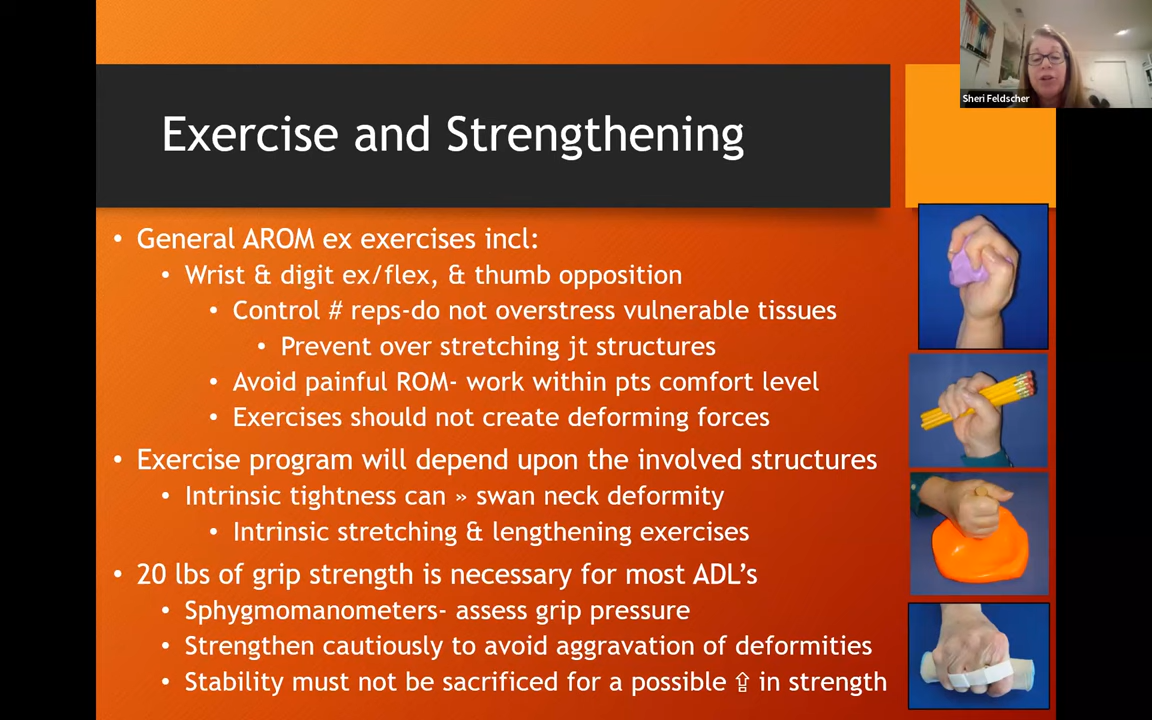 Sheri Feldscher
Exercise and Strengthening
• General AROM ex exercises incl:
• Wrist & digit ex/flex, & thumb opposition
• Control # reps-do not overstress vulnerable tissues
• Prevent over stretching jt structures
• Avoid painful ROM- work within pts comfort level
• Exercises should not create deforming forces
• Exercise program will depend upon the involved structures
• Intrinsic tightness can » swan neck deformity
• Intrinsic stretching & lengthening exercises
• 20 lbs of grip strength is necessary for most ADL’s
• Sphygmomanometers- assess grip pressure
• Strengthen cautiously to avoid aggravation of deformities
• Stability must not be sacrificed for a possible ⇪ in strength